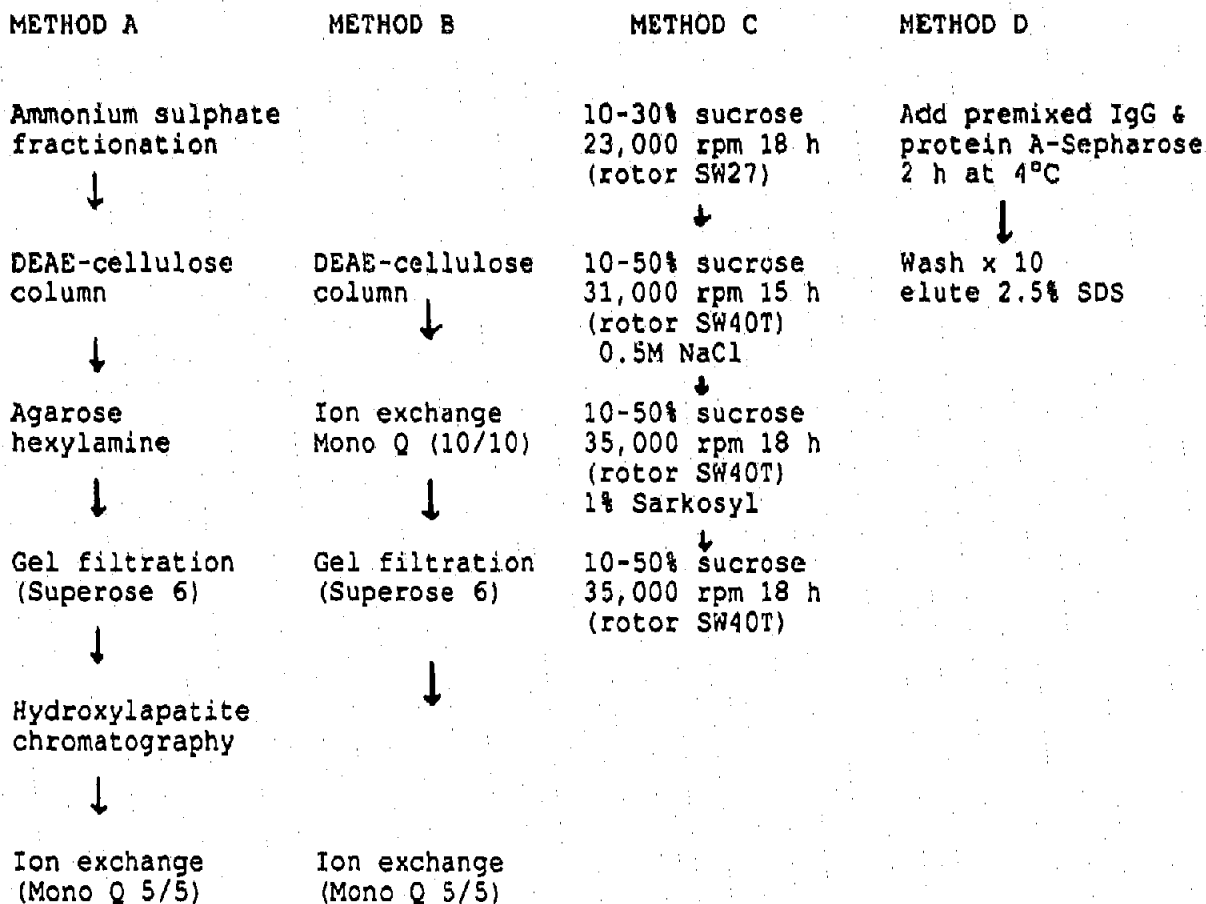 METHOD A
Ammonium sulphate
fractionation
DEAE-cellulose
column
Agarose
hexylamine
Gel filtration
(Superose 6)
Hydroxylapatite
chromatography
Ion exchange
(Mono Q 5/5)
METHOD B
DEAE-cellulose
column
Ion exchange
Mono Q (10/10)
Gel filtration
(Superose 6)
Ion exchange
(Mono Q 5/5)
METHOD C
10-30% sucrose
23,000 rpm 18 h
(rotor SW27)
10-50% sucrose
31,000 rpm 15 h
(rotor SW40T)
0.5M NaCl
10-50% sucrose
35,000 rpm 18 h
(rotor SW40T)
1% Sarkosyl
10-50% sucrose
35,000 rpm 18 h
(rotor SW40T)
METHOD D
Add premixed IgG &
protein A-Sepharose
2 h at 4°C
Wash x 10
elute 2.5% SDS